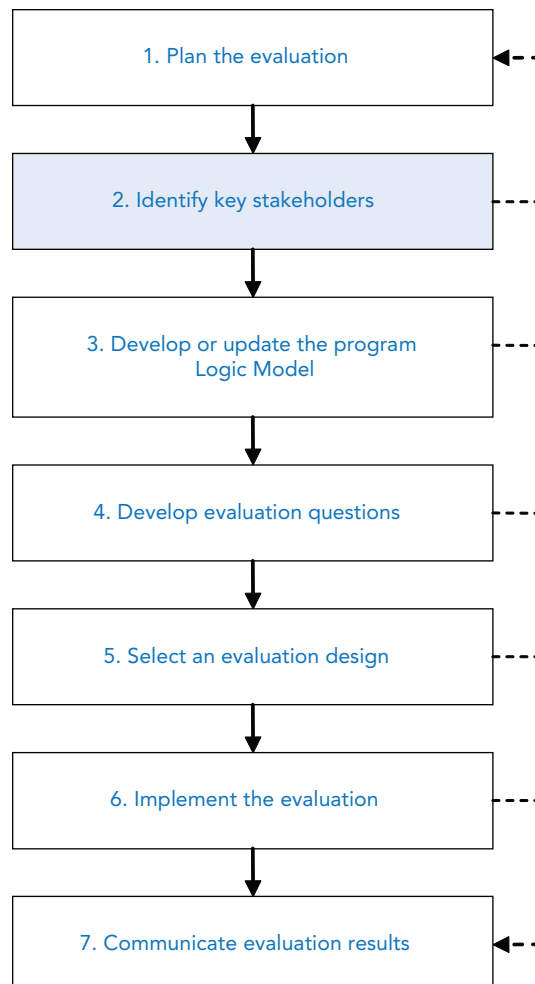 1. Plan the evaluation
2. Identify key stakeholders
3. Develop or update the program
Logic Model
4. Develop evaluation questions
5. Select an evaluation design
6. Implement the evaluation
7. Communicate evaluation results